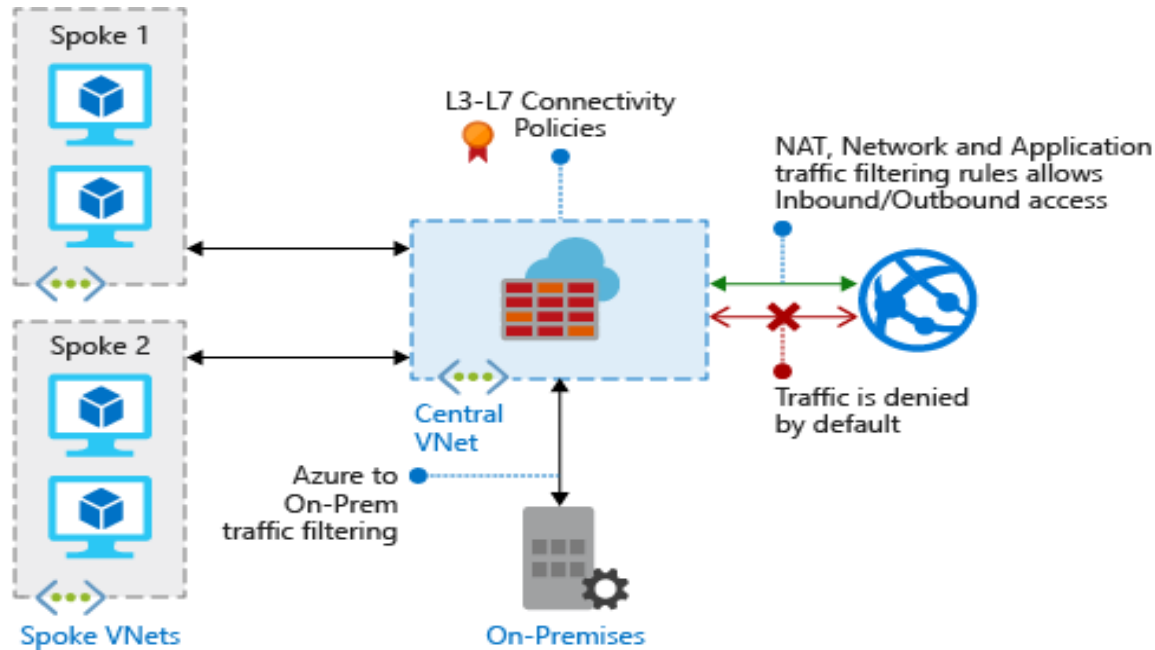 Spoke 1
L3-L7 Connectivity
Policies
NAT, Network and Application
traffic filtering rules allows
Inbound/Outbound access
Spoke 2
Traffic is denied
by default
Central
VNet
Azure to
On-Prem
traffic filtering
Spoke VNets
On-Premises